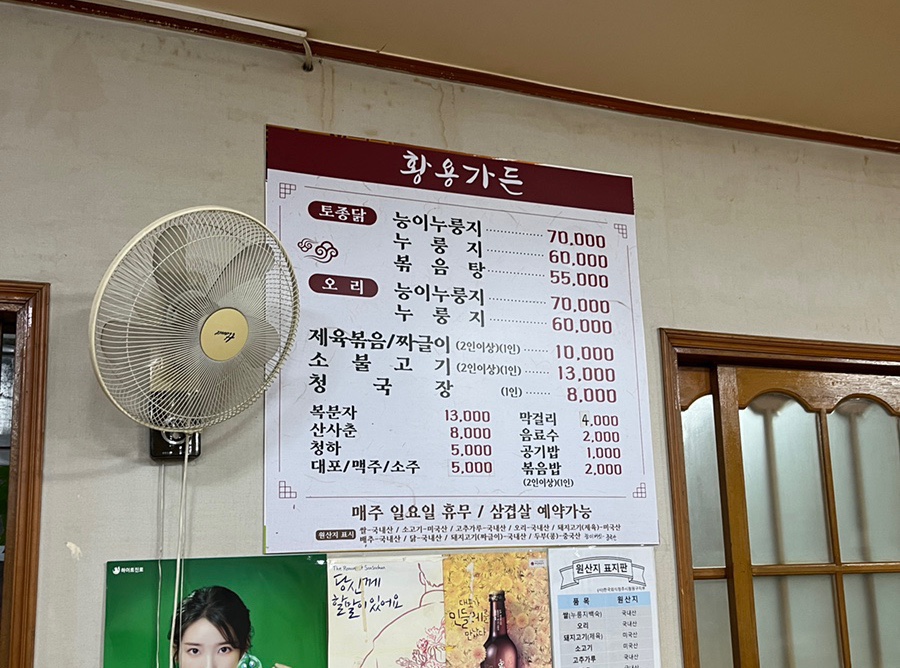 황용가든
토종닭
능이누룽지 70,000
누룽지 60,000
볶음탕 55,000
오리
능이누룽지 70,000
누룽지 60,000
제육볶음/짜글이 (2인이상)(1인) 10,000
소불고기 (2인이상)(1인) 13,000
청국장 (1인) 8,000
복분자 13,000
산사춘 8,000
청하 5,000
대포/맥주/소주 5,000
막걸리 4,000
음료수 2,000
공기밥 1,000
볶음밥 2,000
(2인이상)(1인)
매주 일요일 휴무 / 삼겹살 예약가능
원산지 표시
쌀-국내산 / 소고기-미국산 / 고추가루-국내산 / 오리-국내산 / 돼지고기(제육)-미국산
배추-국내산 / 닭-국내산 / 돼지고기(짜글이)-국내산 / 두부(콩)-중국산
하이트진로
당신께
할말이있어요
원산지 표지판
품목 원산지
쌀(누룽지백숙) 국내산
오리 국내산
돼지고기(제육) 미국산
소고기 미국산
고추가루 국내산